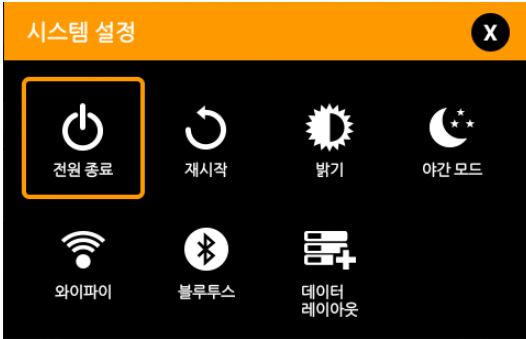 시스템 설정
X
전원 종료
재시작
밝기
야간 모드
와이파이
블루투스
데이터
레이아웃